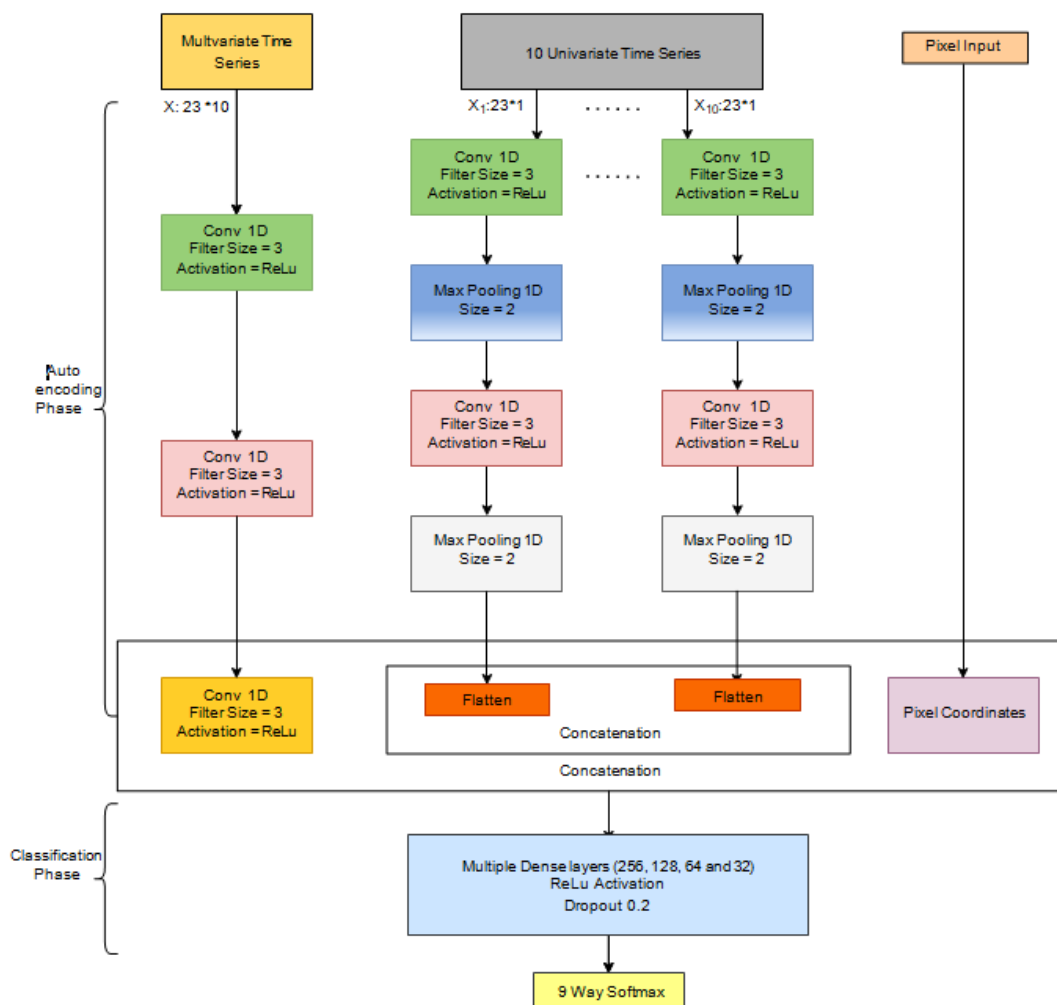 Multvariate Time
Series
10 Univariate Time Series
Pixel Input
X: 23 *10
X1:23*1
......
X10:23*1
Conv 1D
Filter Size = 3
Activation = ReLu
......
Conv 1D
Filter Size = 3
Activation = ReLu
Conv 1D
Filter Size = 3
Activation = ReLu
Max Pooling 1D
Size = 2
Max Pooling 1D
Size = 2
Auto
encoding
Phase
Conv 1D
Filter Size = 3
Activation = ReLu
Conv 1D
Filter Size = 3
Activation = ReLu
Conv 1D
Filter Size = 3
Activation = ReLu
Max Pooling 1D
Size = 2
Max Pooling 1D
Size = 2
Conv 1D
Filter Size = 3
Activation = ReLu
Flatten
Flatten
Concatenation
Pixel Coordinates
Concatenation
Classification
Phase
Multiple Dense layers (256, 128, 64 and 32)
ReLu Activation
Dropout 0.2
9 Way Softmax